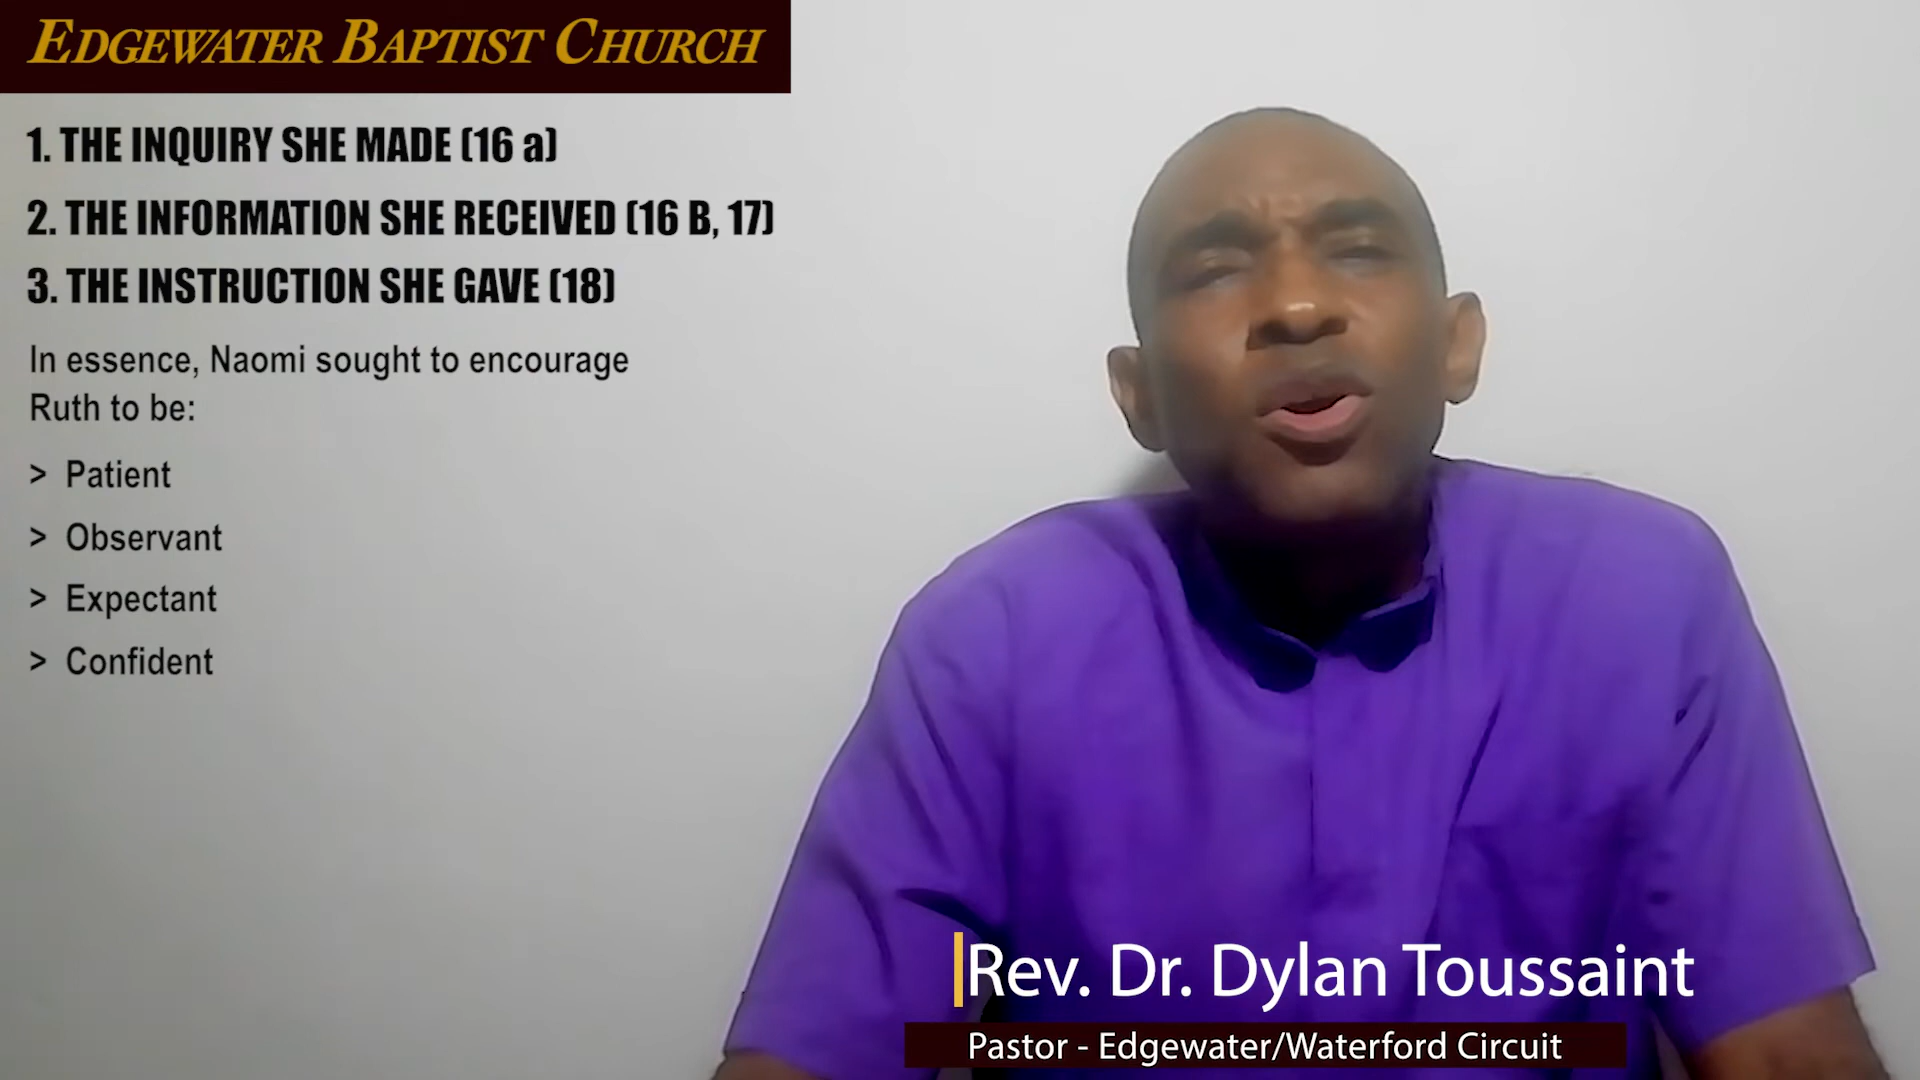 EDGEWATER BAPTIST CHURCH
1. THE INQUIRY SHE MADE (16 a)
2. THE INFORMATION SHE RECEIVED (16 B, 17)
3. THE INSTRUCTION SHE GAVE (18)
In essence, Naomi sought to encourage
Ruth to be:
> Patient
> Observant
> Expectant
> Confident
Rev. Dr. Dylan Toussaint
Pastor - Edgewater/Waterford Circuit